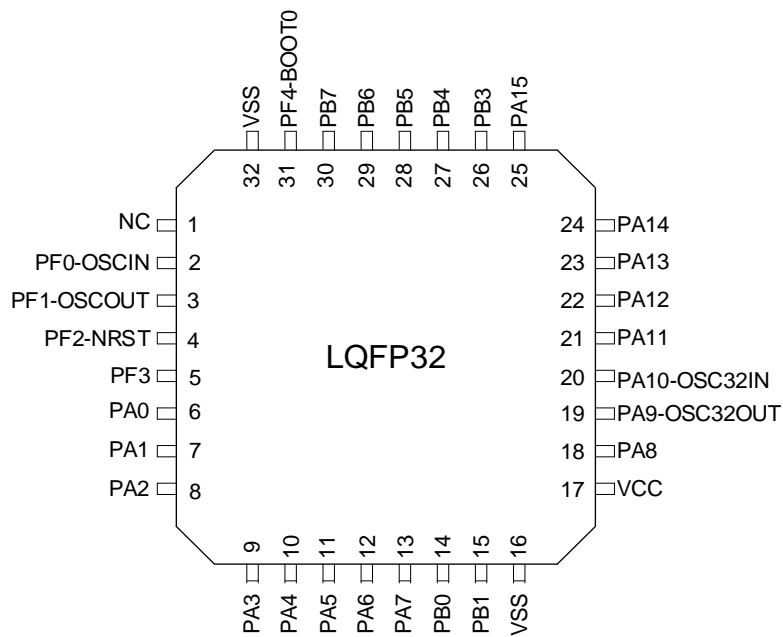 VSS
PF4-BOOT0
PB7
PB6
PB5
PB4
PB3
PA15
32
31
30
29
28
27
26
25
NC 1
PF0-OSCIN 2
PF1-OSCOUT 3
PF2-NRST 4
PF3 5
PA0 6
PA1 7
PA2 8
LQFP32
24 PA14
23 PA13
22 PA12
21 PA11
20 PA10-OSC32IN
19 PA9-OSC32OUT
18 PA8
17 VCC
9
10
11
12
13
14
15
16
PA3
PA4
PA5
PA6
PA7
PB0
PB1
VSS